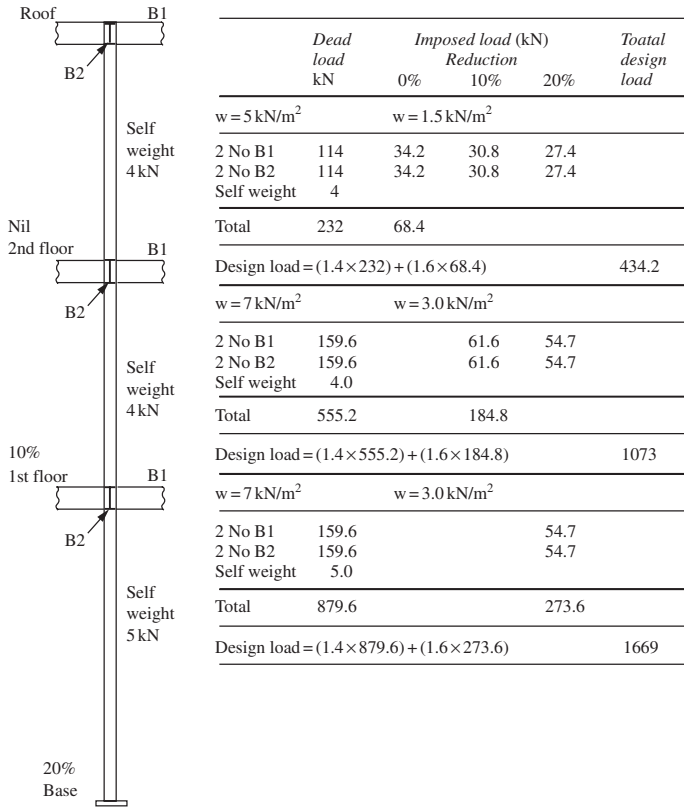 Roof B1
B2
Self
weight
4 kN
Nil
2nd floor B1
B2
Self
weight
4 kN
10%
1st floor B1
B2
Self
weight
5 kN
20%
Base
Dead Imposed load (kN) Toatal
load Reduction design
kN 0% 10% 20% load
w = 5 kN/m² w = 1.5 kN/m²
2 No B1 114 34.2 30.8 27.4
2 No B2 114 34.2 30.8 27.4
Self weight 4
Total 232 68.4
Design load = (1.4 × 232) + (1.6 × 68.4) 434.2
w = 7 kN/m² w = 3.0 kN/m²
2 No B1 159.6 61.6 54.7
2 No B2 159.6 61.6 54.7
Self weight 4.0
Total 555.2 184.8
Design load = (1.4 × 555.2) + (1.6 × 184.8) 1073
w = 7 kN/m² w = 3.0 kN/m²
2 No B1 159.6 54.7
2 No B2 159.6 54.7
Self weight 5.0
Total 879.6 273.6
Design load = (1.4 × 879.6) + (1.6 × 273.6) 1669